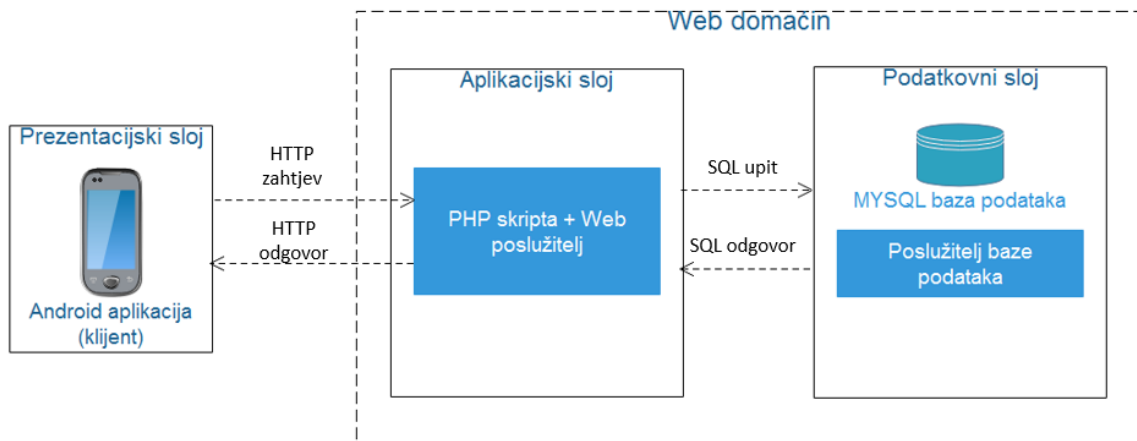 Web domaćin
Prezentacijski sloj
Android aplikacija
(klijent)
HTTP
zahtjev
HTTP
odgovor
Aplikacijski sloj
PHP skripta + Web
poslužitelj
SQL upit
SQL odgovor
Podatkovni sloj
MYSQL baza podataka
Poslužitelj baze
podataka